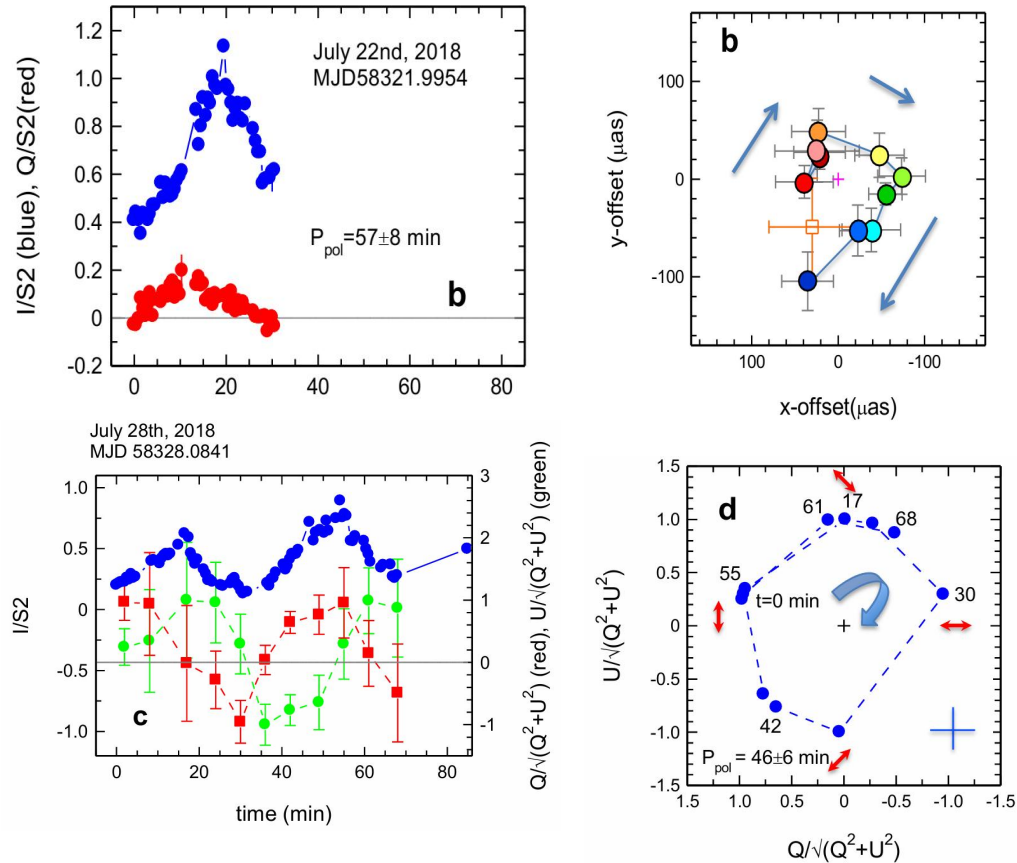 1.2
1.0
0.8
0.6
0.4
0.2
0
-0.2
I/S2 (blue), Q/S2(red)
July 22nd, 2018
MJD58321.9954
P_pol=57±8 min
b
0 20 40 60 80
b
100
0
-100
y-offset (μas)
100 0 -100
x-offset(μas)
July 28th, 2018
MJD 58328.0841
1.0
0.5
0
-0.5
-1.0
I/S2
c
3
2
1
0
-1
Q/√(Q²+U²) (red), U/√(Q²+U²) (green)
0 20 40 60 80
time (min)
1.5
1.0
0.5
0
-0.5
-1.0
-1.5
U/√(Q²+U²)
d
61 17 68
55
t=0 min
30
42
P_pol = 46±6 min
1.5 1.0 0.5 0 -0.5 -1.0 -1.5
Q/√(Q²+U²)